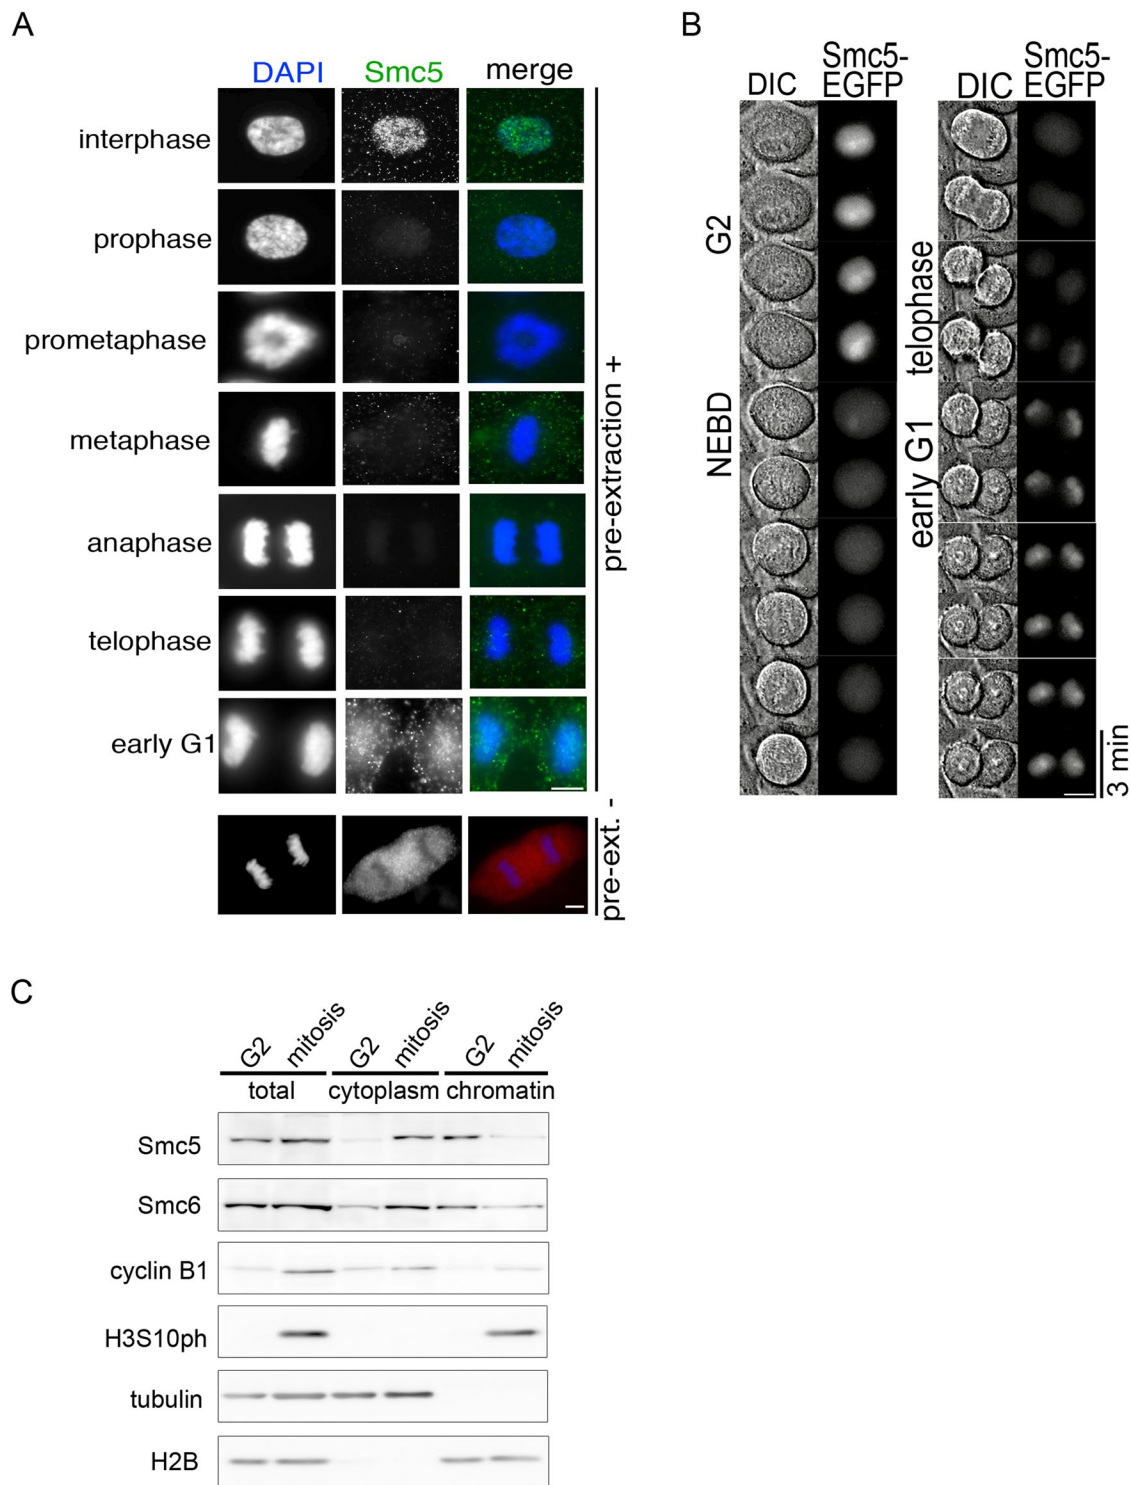 A
DAPI Smc5 merge
interphase
prophase
prometaphase
metaphase
anaphase
telophase
early G1
pre-extraction +
pre-ext. -
B
DIC Smc5-
EGFP
DIC Smc5-
EGFP
G2
NEBD
telophase
early G1
3 min
C
G2 mitosis G2 mitosis G2 mitosis
total cytoplasm chromatin
Smc5
Smc6
cyclin B1
H3S10ph
tubulin
H2B